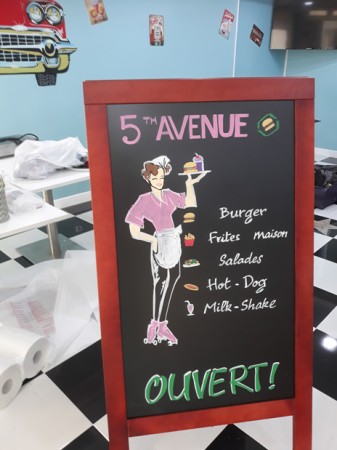 5TH AVENUE
Burger
Frites maison
Salades
Hot-Dog
Milk-Shake
OUVERT!